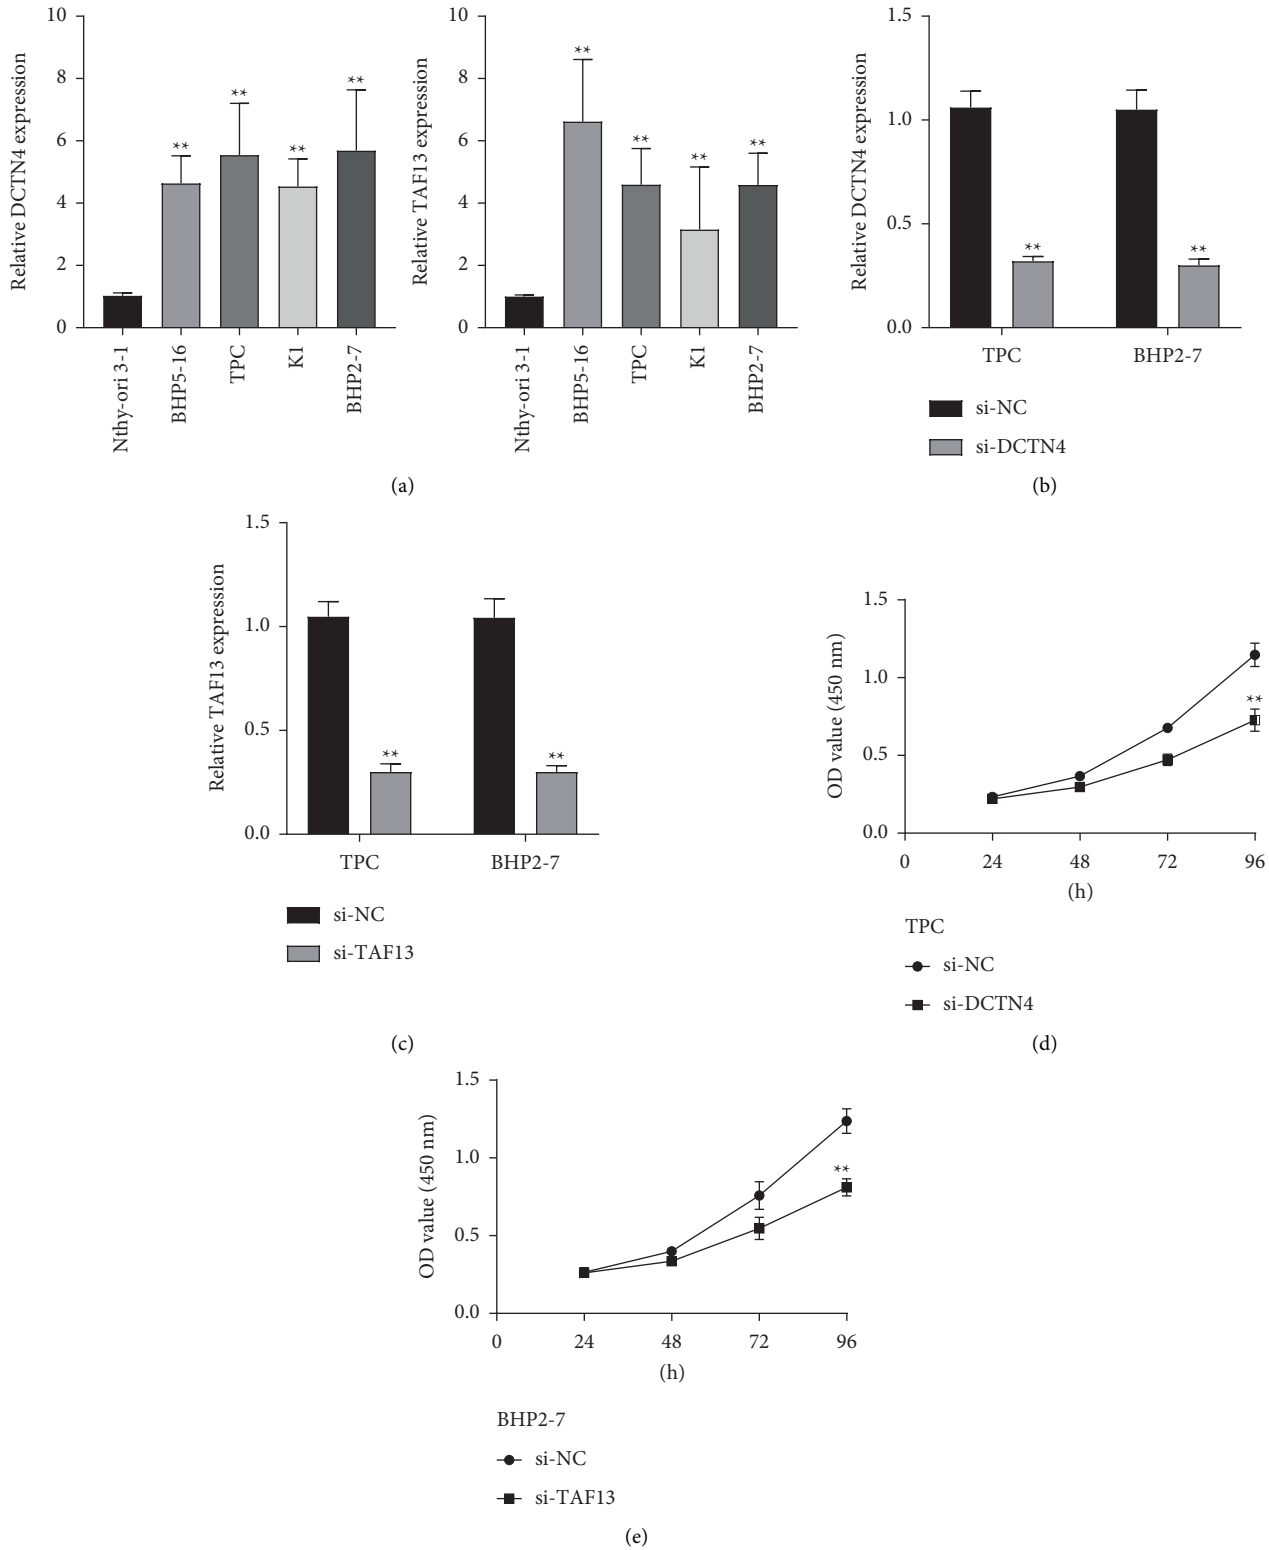 Relative DCTN4 expression
10
8
6
4
2
0
**
**
**
**
Nthy-ori 3-1
BHP5-16
TPC
K1
BHP2-7
Relative TAF13 expression
10
8
6
4
2
0
**
**
**
**
Nthy-ori 3-1
BHP5-16
TPC
K1
BHP2-7
(a)
Relative DCTN4 expression
1.5
1.0
0.5
0.0
**
**
TPC
BHP2-7
si-NC
si-DCTN4
(b)
Relative TAF13 expression
1.5
1.0
0.5
0.0
**
**
TPC
BHP2-7
si-NC
si-TAF13
(c)
OD value (450 nm)
1.5
1.0
0.5
0.0
**
0 24 48 72 96
(h)
TPC
si-NC
si-DCTN4
(d)
OD value (450 nm)
1.5
1.0
0.5
0.0
**
0 24 48 72 96
(h)
BHP2-7
si-NC
si-TAF13
(e)